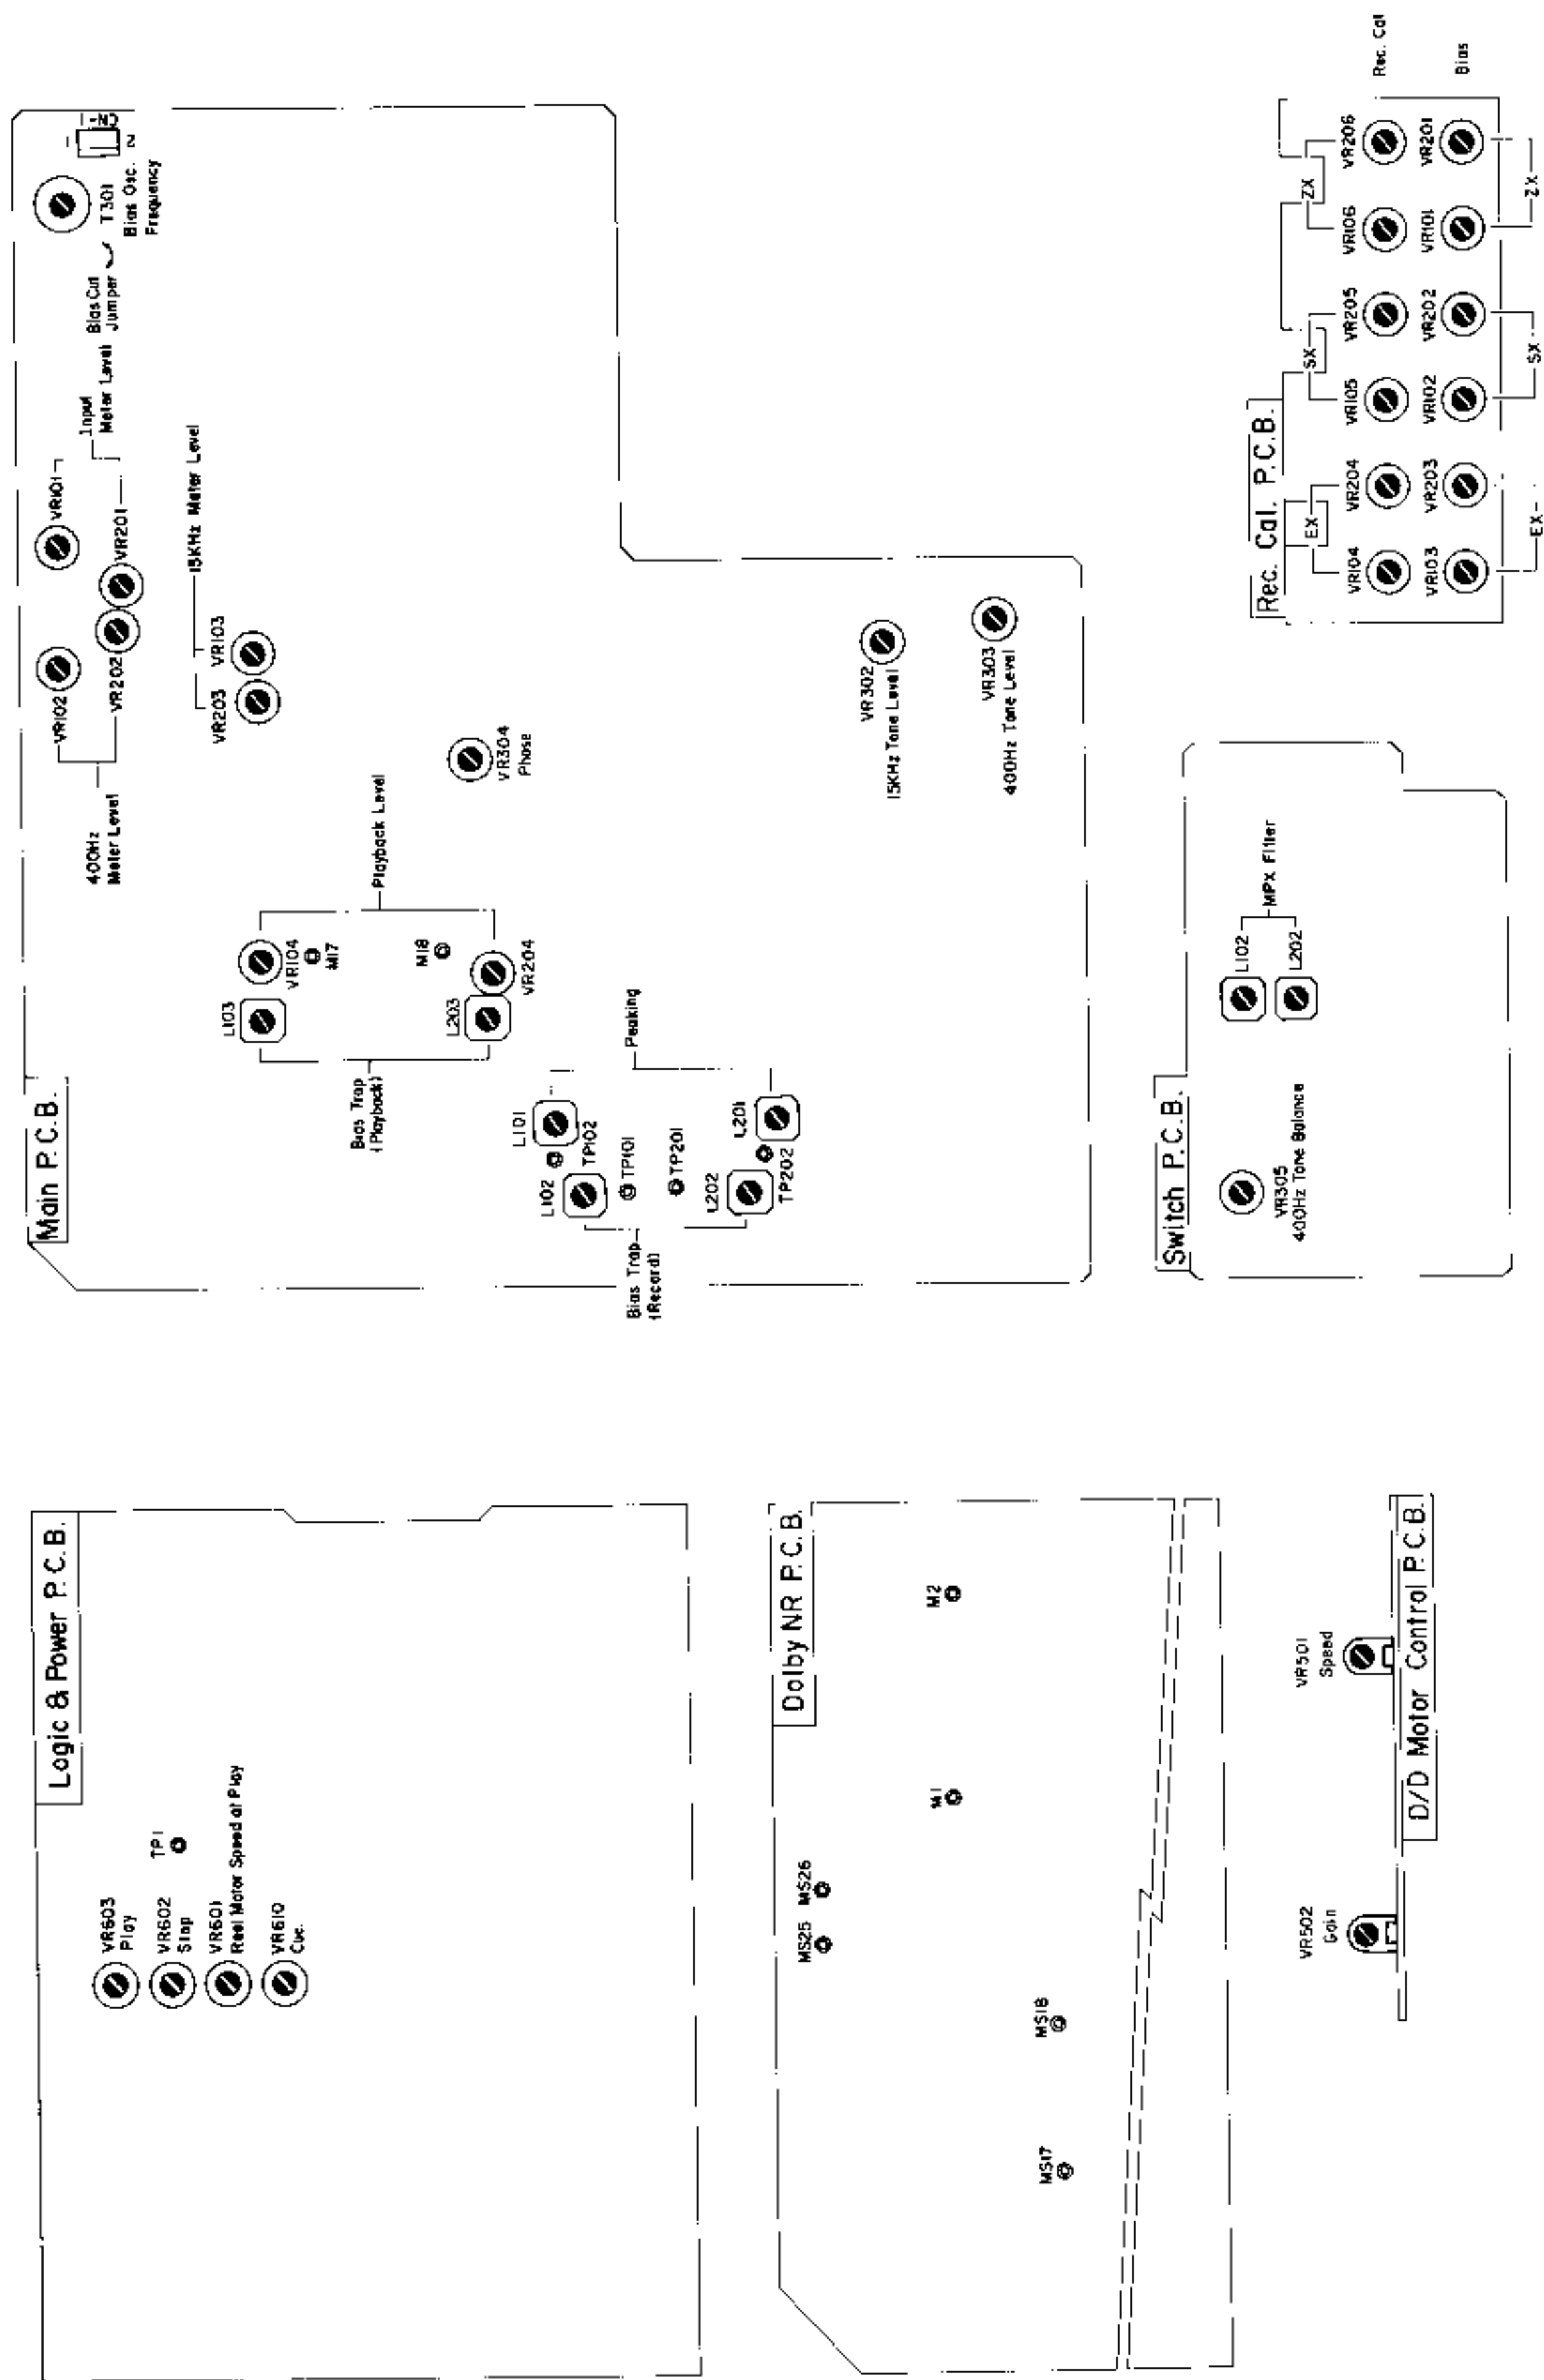 Main P.C.B.
400Hz
Meter Level
VR102
VR202
VR101
VR201
Input
Meter Level
Bias Cut
Jumper
T301
Bias Osc.
Frequency
2
15KHz Meter Level
VR203
VR103
L103
VR104
M17
M18
L203
VR204
Playback Level
Bias Trap
(Playback)
VR304
Phase
L101
L102
TP102
TP101
TP201
L201
L202
TP202
Peaking
Bias Trap
(Record)
VR302
15KHz Tone Level
VR303
400Hz Tone Level
Switch P.C.B.
VR305
400Hz Tone Balance
L102
L202
MPX Filter
Rec. Cal. P.C.B.
EX
SX
ZX
VR104
VR204
VR105
VR205
VR106
VR206
Rec. Cal
VR103
VR203
VR102
VR202
VR101
VR201
Bias
EX
SX
ZX
Logic & Power P.C.B.
VR603
Play
VR602
Stop
TP1
VR601
Reel Motor Speed at Play
VR610
Cue.
Dolby NR P.C.B.
MS25
MS26
M1
M2
MS17
MS18
VR502
Gain
VR501
Speed
D/D Motor Control P.C.B.